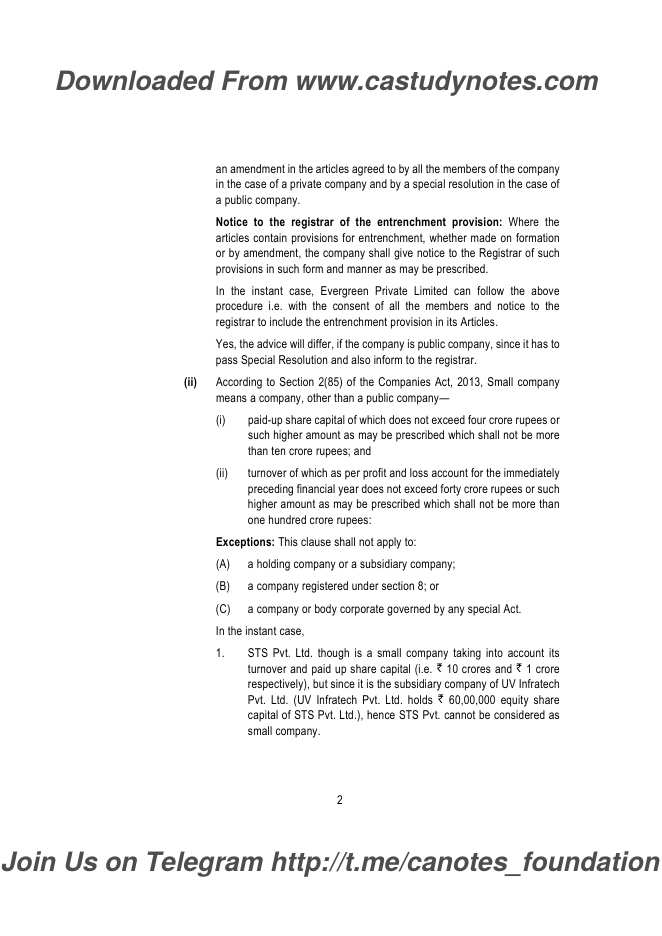 Downloaded From www.castudynotes.com
an amendment in the articles agreed to by all the members of the company
in the case of a private company and by a special resolution in the case of
a public company.
Notice to the registrar of the entrenchment provision: Where the
articles contain provisions for entrenchment, whether made on formation
or by amendment, the company shall give notice to the Registrar of such
provisions in such form and manner as may be prescribed.
In the instant case, Evergreen Private Limited can follow the above
procedure i.e. with the consent of all the members and notice to the
registrar to include the entrenchment provision in its Articles.
Yes, the advice will differ, if the company is public company, since it has to
pass Special Resolution and also inform to the registrar.
(ii) According to Section 2(85) of the Companies Act, 2013, Small company
means a company, other than a public company—
(i) paid-up share capital of which does not exceed four crore rupees or
such higher amount as may be prescribed which shall not be more
than ten crore rupees; and
(ii) turnover of which as per profit and loss account for the immediately
preceding financial year does not exceed forty crore rupees or such
higher amount as may be prescribed which shall not be more than
one hundred crore rupees:
Exceptions: This clause shall not apply to:
(A) a holding company or a subsidiary company;
(B) a company registered under section 8; or
(C) a company or body corporate governed by any special Act.
In the instant case,
1. STS Pvt. Ltd. though is a small company taking into account its
turnover and paid up share capital (i.e. ₹ 10 crores and ₹ 1 crore
respectively), but since it is the subsidiary company of UV Infratech
Pvt. Ltd. (UV Infratech Pvt. Ltd. holds ₹ 60,00,000 equity share
capital of STS Pvt. Ltd.), hence STS Pvt. cannot be considered as
small company.
2
Join Us on Telegram http://t.me/canotes_foundation